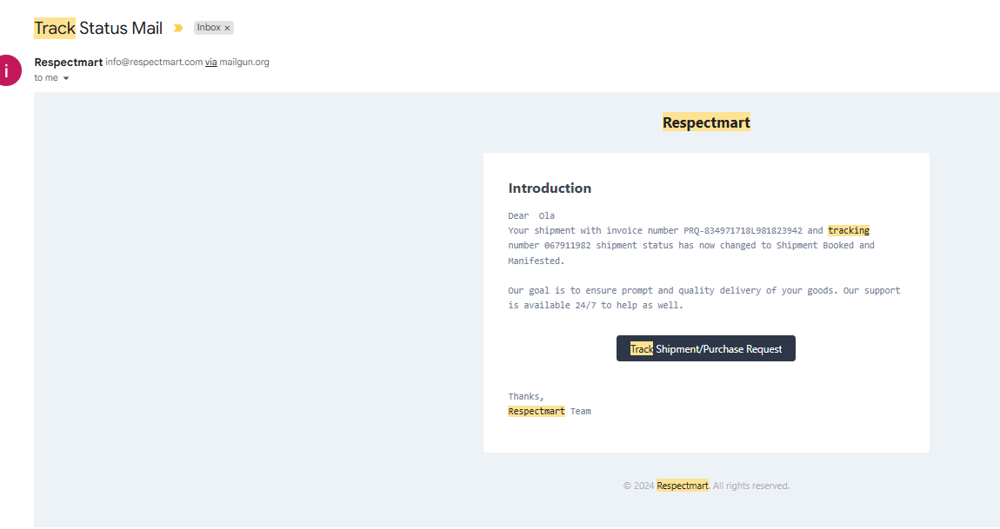 Track Status Mail Inbox ×
Respectmart info@respectmart.com via mailgun.org
i
to me
Respectmart
Introduction
Dear Ola
Your shipment with invoice number PRQ-834971718L981823942 and tracking
number 067911982 shipment status has now changed to Shipment Booked and
Manifested.
Our goal is to ensure prompt and quality delivery of your goods. Our support
is available 24/7 to help as well.
Track Shipment/Purchase Request
Thanks,
Respectmart Team
© 2024 Respectmart. All rights reserved.